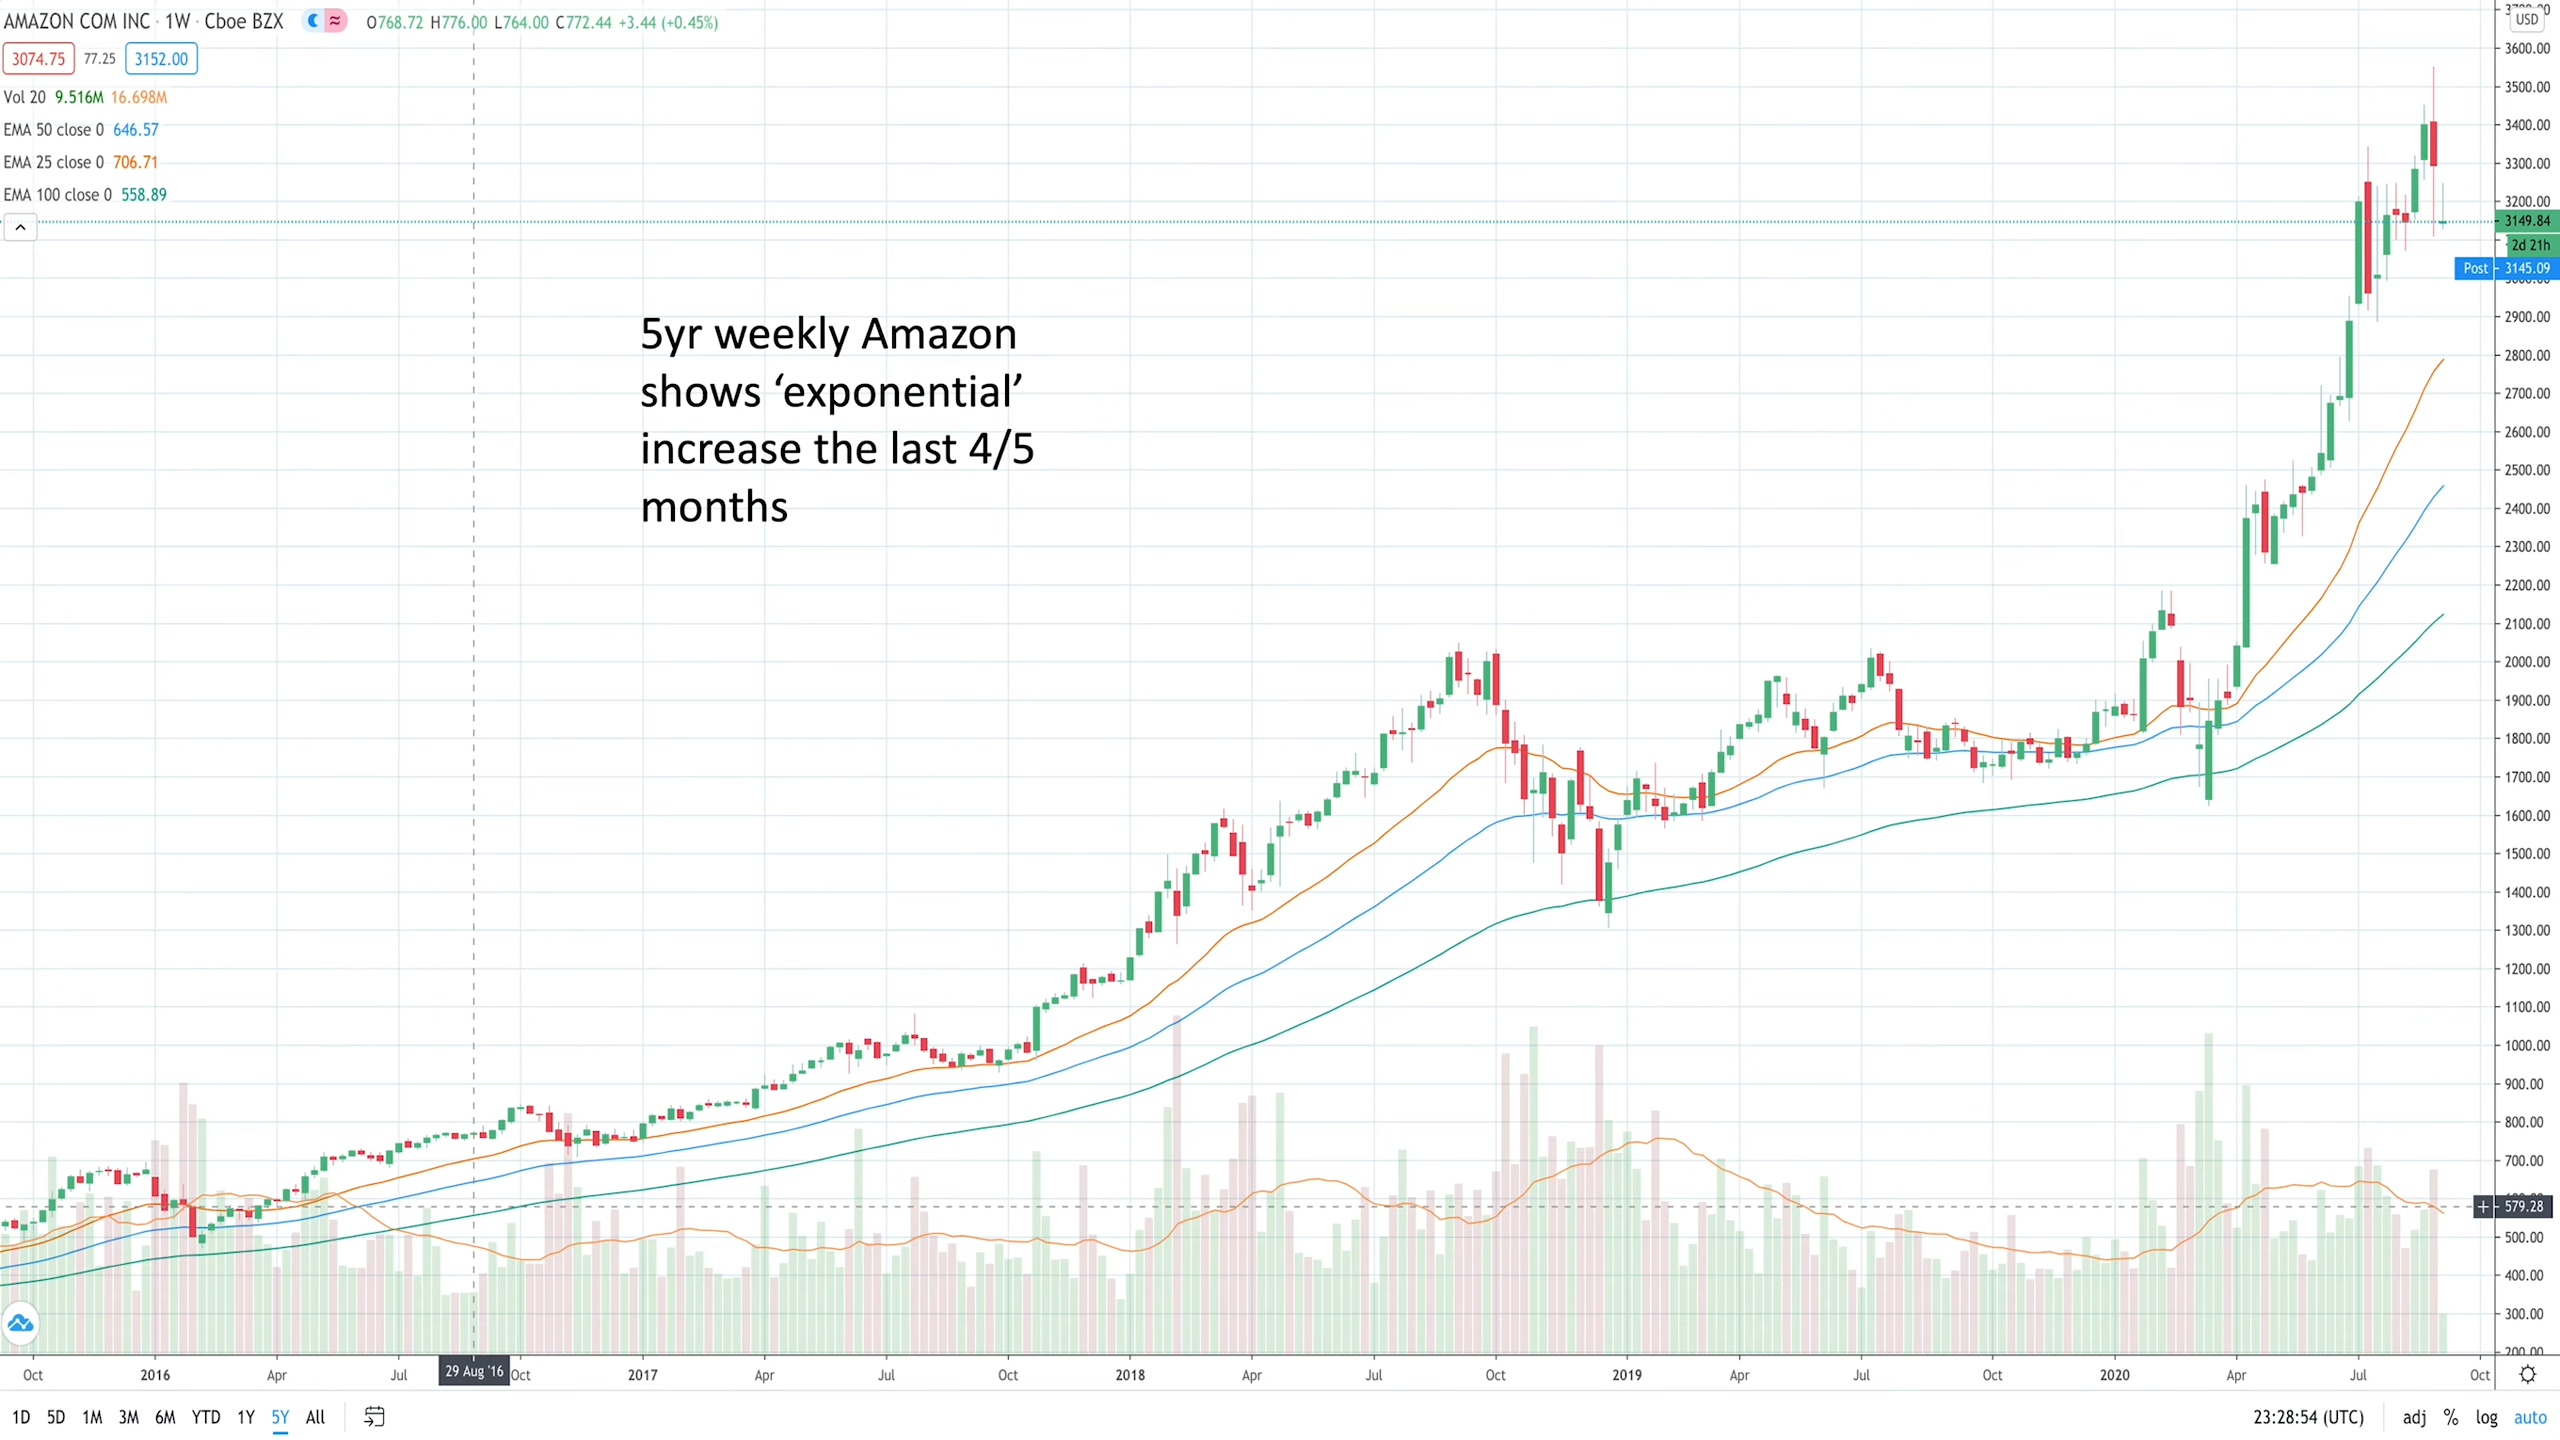 AMAZON COM INC · 1W · Cboe BZX O768.72 H776.00 L764.00 C772.44 +3.44 (+0.45%)
3074.75 77.25 3152.00
Vol 20 9.516M 16.698M
EMA 50 close 0 646.57
EMA 25 close 0 706.71
EMA 100 close 0 558.89
5yr weekly Amazon
shows ‘exponential’
increase the last 4/5
months
USD
3600.00
3500.00
3400.00
3300.00
3200.00
3149.84
2d 21h
Post 3145.09
2900.00
2800.00
2700.00
2600.00
2500.00
2400.00
2300.00
2200.00
2100.00
2000.00
1900.00
1800.00
1700.00
1600.00
1500.00
1400.00
1300.00
1200.00
1100.00
1000.00
900.00
800.00
700.00
579.28
500.00
400.00
300.00
200.00
Oct 2016 Apr Jul 29 Aug '16 Oct 2017 Apr Jul Oct 2018 Apr Jul Oct 2019 Apr Jul Oct 2020 Apr Jul Oct
1D 5D 1M 3M 6M YTD 1Y 5Y All 23:28:54 (UTC) adj % log auto